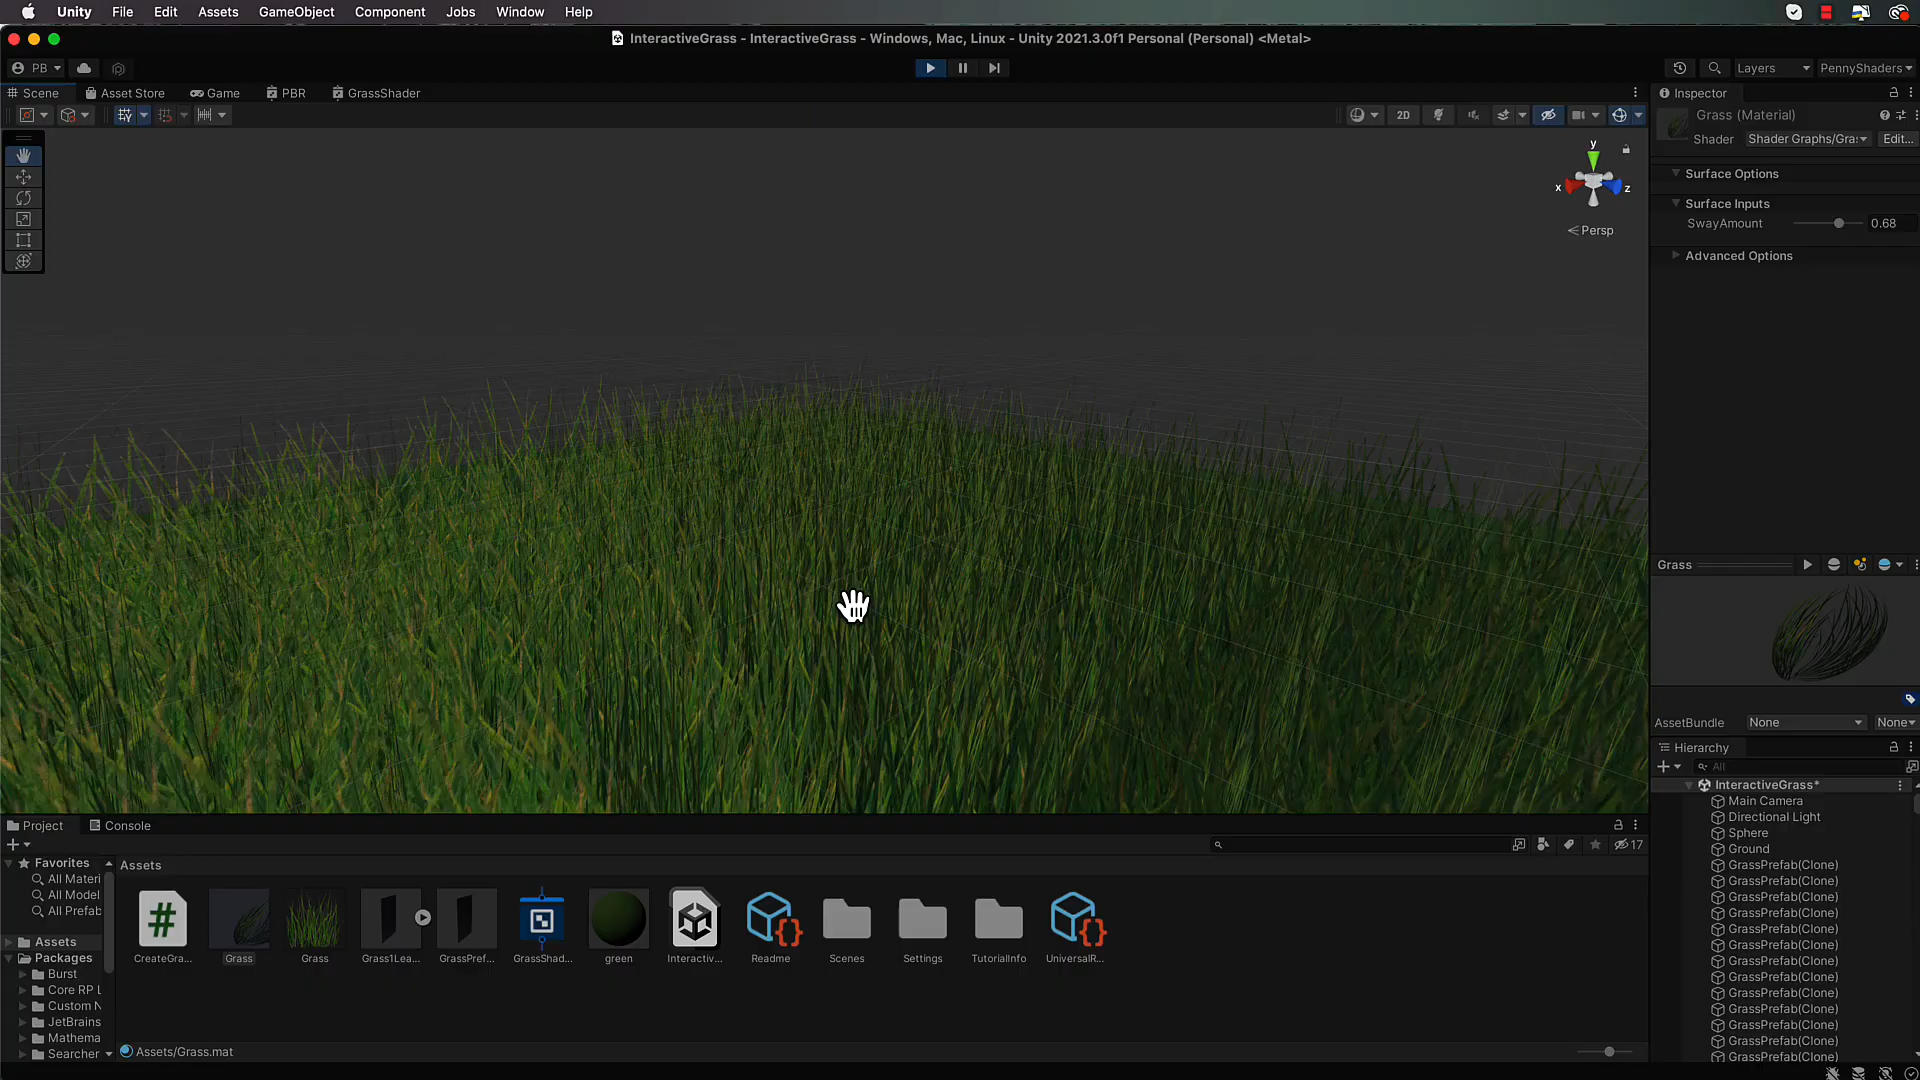 Unity File Edit Assets GameObject Component Jobs Window Help
InteractiveGrass - InteractiveGrass - Windows, Mac, Linux - Unity 2021.3.0f1 Personal (Personal) <Metal>
PB
Layers
PennyShaders
Scene
Asset Store
Game
PBR
GrassShader
2D
y
x
z
Persp
Inspector
Grass (Material)
Shader
Shader Graphs/Gra
Edit...
Surface Options
Surface Inputs
SwayAmount
0.68
Advanced Options
Grass
AssetBundle
None
None
Hierarchy
All
InteractiveGrass*
Main Camera
Directional Light
Sphere
Ground
GrassPrefab(Clone)
GrassPrefab(Clone)
GrassPrefab(Clone)
GrassPrefab(Clone)
GrassPrefab(Clone)
GrassPrefab(Clone)
GrassPrefab(Clone)
GrassPrefab(Clone)
GrassPrefab(Clone)
GrassPrefab(Clone)
GrassPrefab(Clone)
GrassPrefab(Clone)
GrassPrefab(Clone)
Project
Console
17
Favorites
All Materi
All Model
All Prefab
Assets
Packages
Burst
Core RP L
Custom N
JetBrains
Mathema
Searcher
Assets
#
CreateGra...
Grass
Grass
Grass1Lea...
GrassPref...
GrassShad...
green
Interactiv...
Readme
Scenes
Settings
TutorialInfo
UniversalR...
Assets/Grass.mat